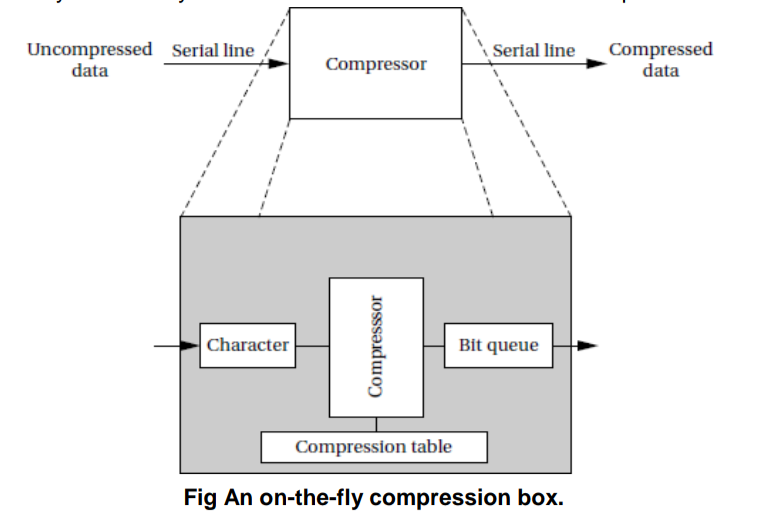 Uncompressed
data
Serial line
Compressor
Serial line
Compressed
data
Character
Compresssor
Bit queue
Compression table
Fig An on-the-fly compression box.